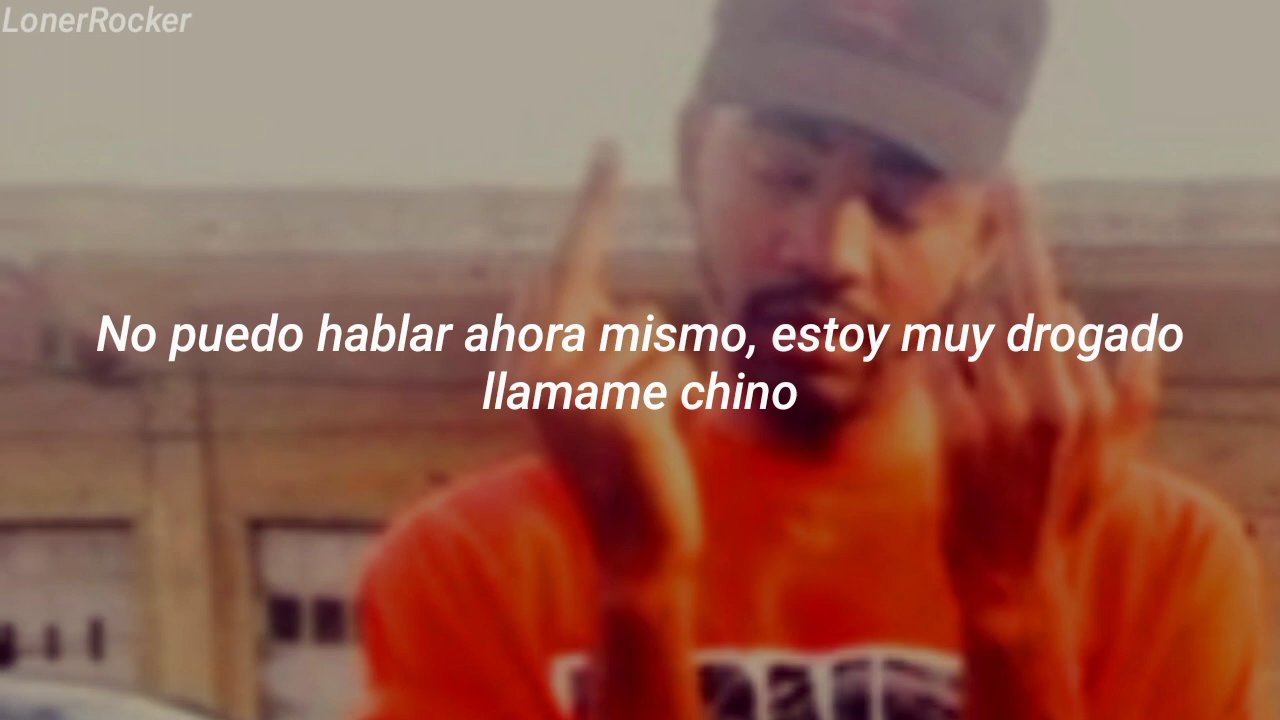 LonerRocker
No puedo hablar ahora mismo, estoy muy drogado
llamame chino